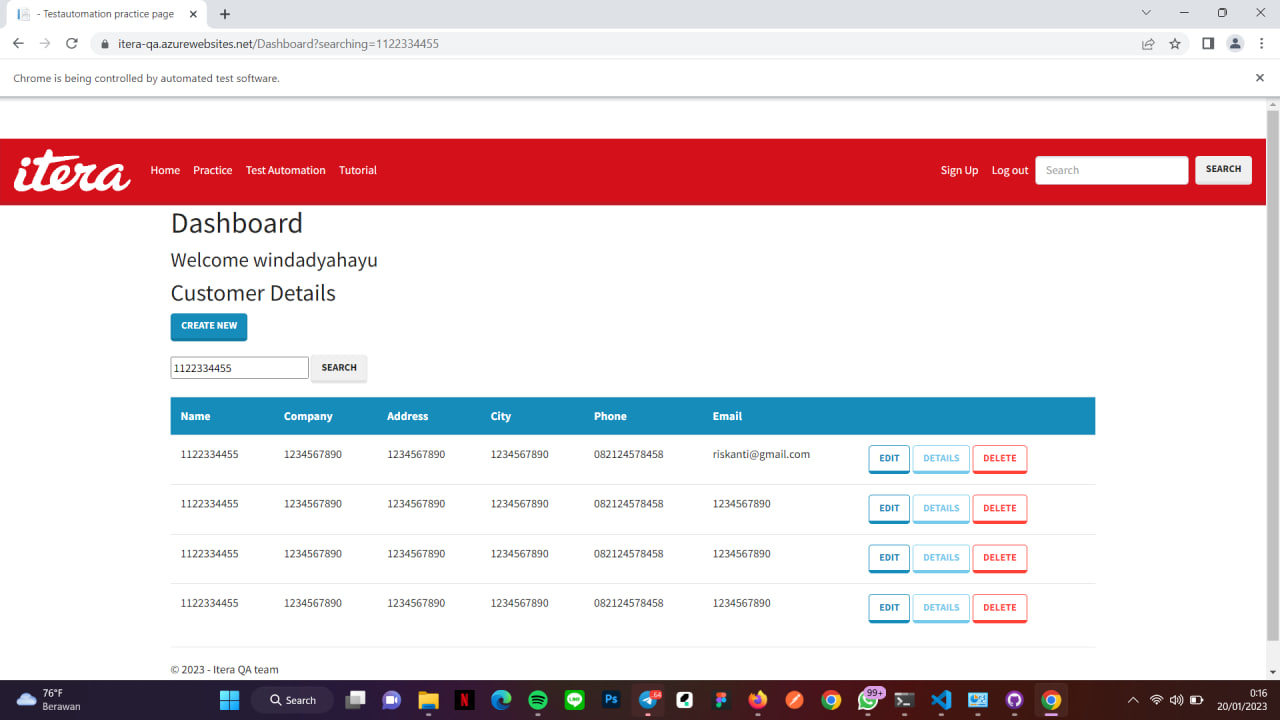 - Testautomation practice page
itera-qa.azurewebsites.net/Dashboard?searching=1122334455
Chrome is being controlled by automated test software.
itera Home Practice Test Automation Tutorial Sign Up Log out Search SEARCH
Dashboard
Welcome windadyahayu
Customer Details
CREATE NEW
1122334455 SEARCH
Name Company Address City Phone Email
1122334455 1234567890 1234567890 1234567890 082124578458 riskanti@gmail.com EDIT DETAILS DELETE
1122334455 1234567890 1234567890 1234567890 082124578458 1234567890 EDIT DETAILS DELETE
1122334455 1234567890 1234567890 1234567890 082124578458 1234567890 EDIT DETAILS DELETE
1122334455 1234567890 1234567890 1234567890 082124578458 1234567890 EDIT DETAILS DELETE
© 2023 - Itera QA team
76°F
Berawan
Search
N
LINE
Ps
54
99+
0:16
20/01/2023